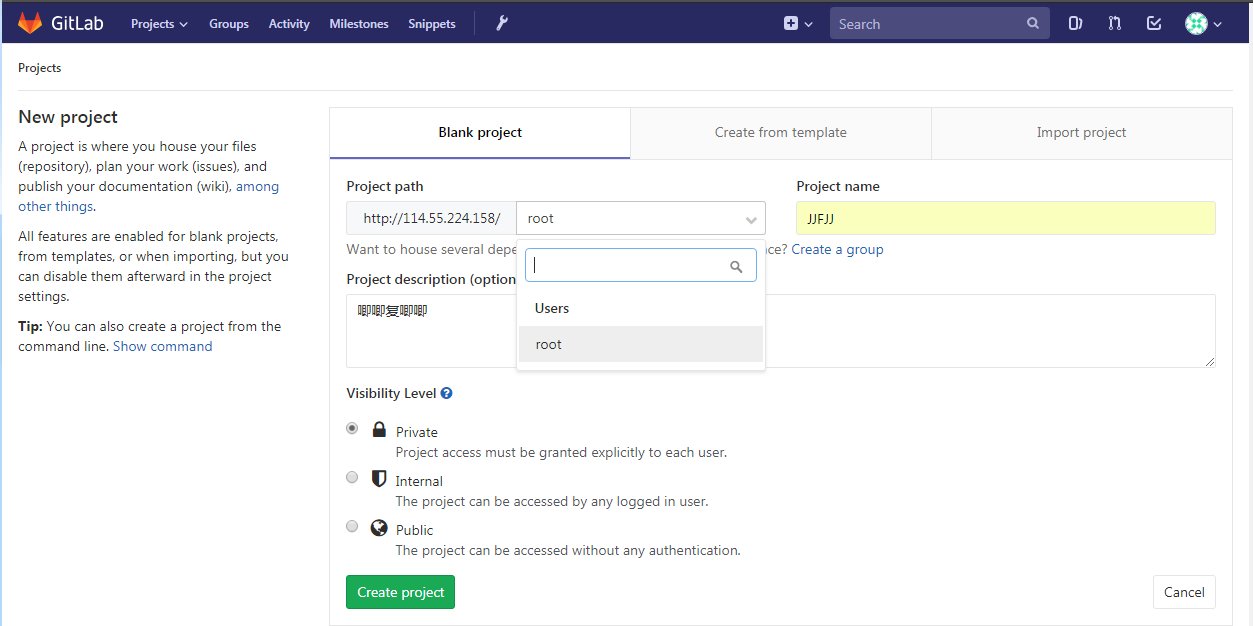 GitLab Projects Groups Activity Milestones Snippets Search
Projects
New project
A project is where you house your files
(repository), plan your work (issues), and
publish your documentation (wiki), among
other things.
All features are enabled for blank projects,
from templates, or when importing, but you
can disable them afterward in the project
settings.
Tip: You can also create a project from the
command line. Show command
Blank project Create from template Import project
Project path Project name
http://114.55.224.158/ root JJFJJ
Want to house several depe nce? Create a group
Project description (option
唧唧复唧唧
Users
root
Visibility Level
Private
Project access must be granted explicitly to each user.
Internal
The project can be accessed by any logged in user.
Public
The project can be accessed without any authentication.
Create project Cancel